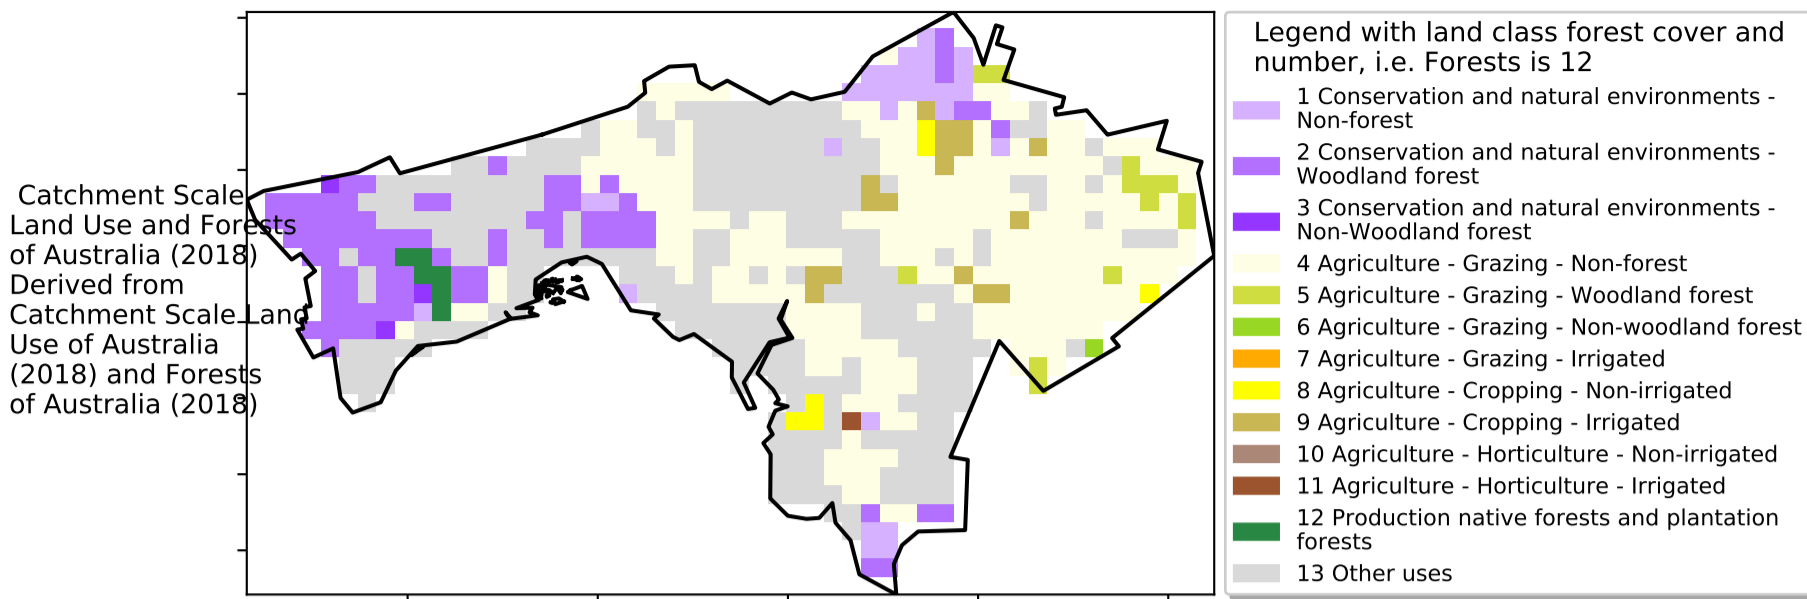 Catchment Scale
Land Use and Forests
of Australia (2018)
Derived from
Catchment Scale Land
Use of Australia
(2018) and Forests
of Australia (2018)
Legend with land class forest cover and
number, i.e. Forests is 12
1 Conservation and natural environments -
Non-forest
2 Conservation and natural environments -
Woodland forest
3 Conservation and natural environments -
Non-Woodland forest
4 Agriculture - Grazing - Non-forest
5 Agriculture - Grazing - Woodland forest
6 Agriculture - Grazing - Non-woodland forest
7 Agriculture - Grazing - Irrigated
8 Agriculture - Cropping - Non-irrigated
9 Agriculture - Cropping - Irrigated
10 Agriculture - Horticulture - Non-irrigated
11 Agriculture - Horticulture - Irrigated
12 Production native forests and plantation
forests
13 Other uses